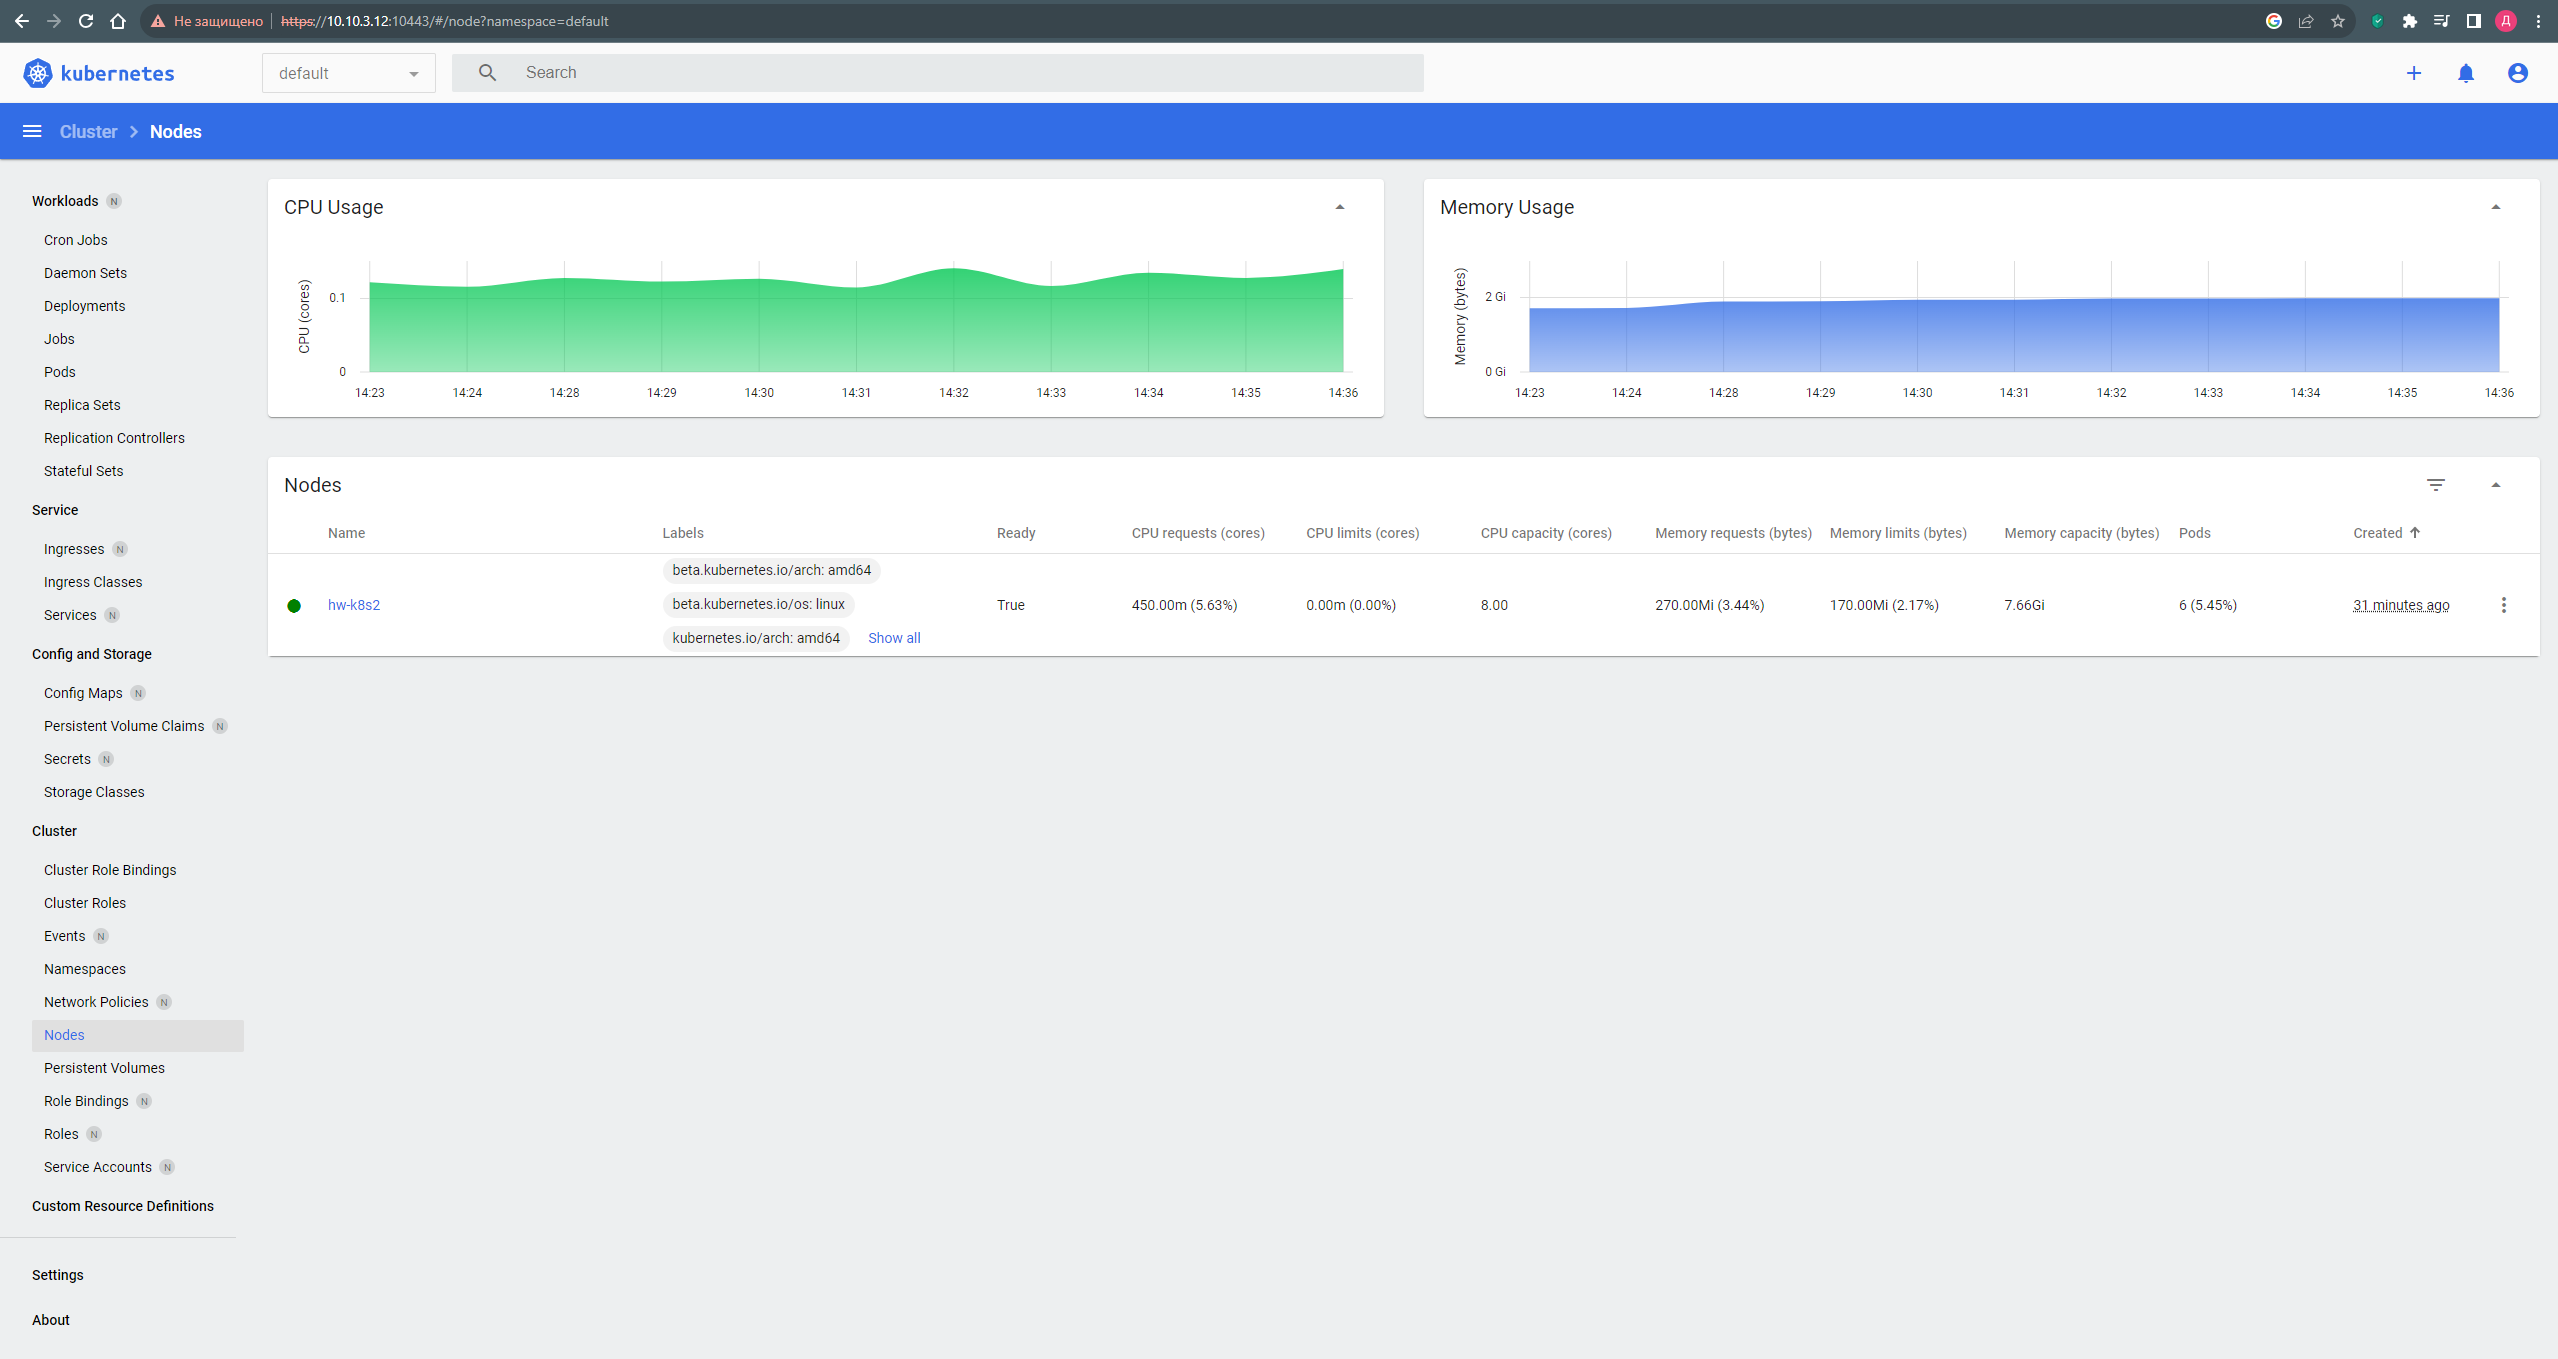 Не защищено https://10.10.3.12:10443/#/node?namespace=default
Д
kubernetes default Search
Cluster Nodes
Workloads N
Cron Jobs
Daemon Sets
Deployments
Jobs
Pods
Replica Sets
Replication Controllers
Stateful Sets
Service
Ingresses N
Ingress Classes
Services N
Config and Storage
Config Maps N
Persistent Volume Claims N
Secrets N
Storage Classes
Cluster
Cluster Role Bindings
Cluster Roles
Events N
Namespaces
Network Policies N
Nodes
Persistent Volumes
Role Bindings N
Roles N
Service Accounts N
Custom Resource Definitions
Settings
About
CPU Usage
CPU (cores)
0.1
0
14:23 14:24 14:28 14:29 14:30 14:31 14:32 14:33 14:34 14:35 14:36
Memory Usage
Memory (bytes)
2 Gi
0 Gi
14:23 14:24 14:28 14:29 14:30 14:31 14:32 14:33 14:34 14:35 14:36
Nodes
Name Labels Ready CPU requests (cores) CPU limits (cores) CPU capacity (cores) Memory requests (bytes) Memory limits (bytes) Memory capacity (bytes) Pods Created
beta.kubernetes.io/arch: amd64
hw-k8s2 beta.kubernetes.io/os: linux True 450.00m (5.63%) 0.00m (0.00%) 8.00 270.00Mi (3.44%) 170.00Mi (2.17%) 7.66Gi 6 (5.45%) 31 minutes ago
kubernetes.io/arch: amd64 Show all